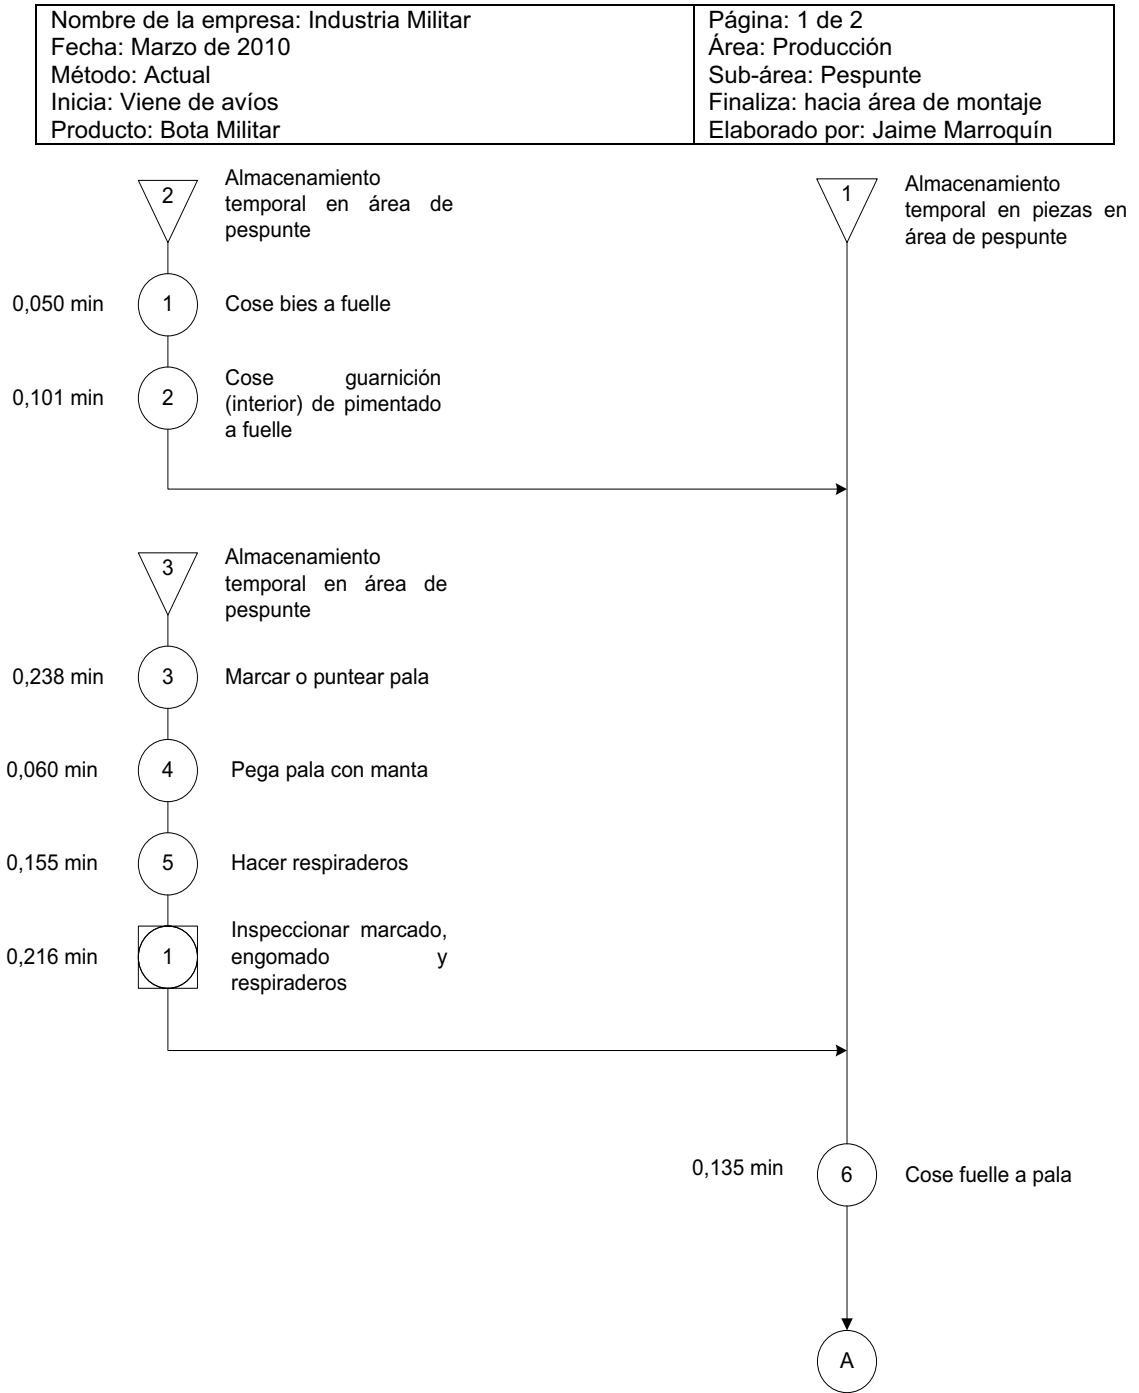 Nombre de la empresa: Industria Militar
Fecha: Marzo de 2010
Método: Actual
Inicia: Viene de avíos
Producto: Bota Militar
Página: 1 de 2
Área: Producción
Sub-área: Pespunte
Finaliza: hacia área de montaje
Elaborado por: Jaime Marroquín
2
Almacenamiento
temporal en área de
pespunte
1
Almacenamiento
temporal en piezas en
área de pespunte
0,050 min
1
Cose bies a fuelle
0,101 min
2
Cose guarnición
(interior) de pimentado
a fuelle
3
Almacenamiento
temporal en área de
pespunte
0,238 min
3
Marcar o puntear pala
0,060 min
4
Pega pala con manta
0,155 min
5
Hacer respiraderos
0,216 min
1
Inspeccionar marcado,
engomado y
respiraderos
0,135 min
6
Cose fuelle a pala
A